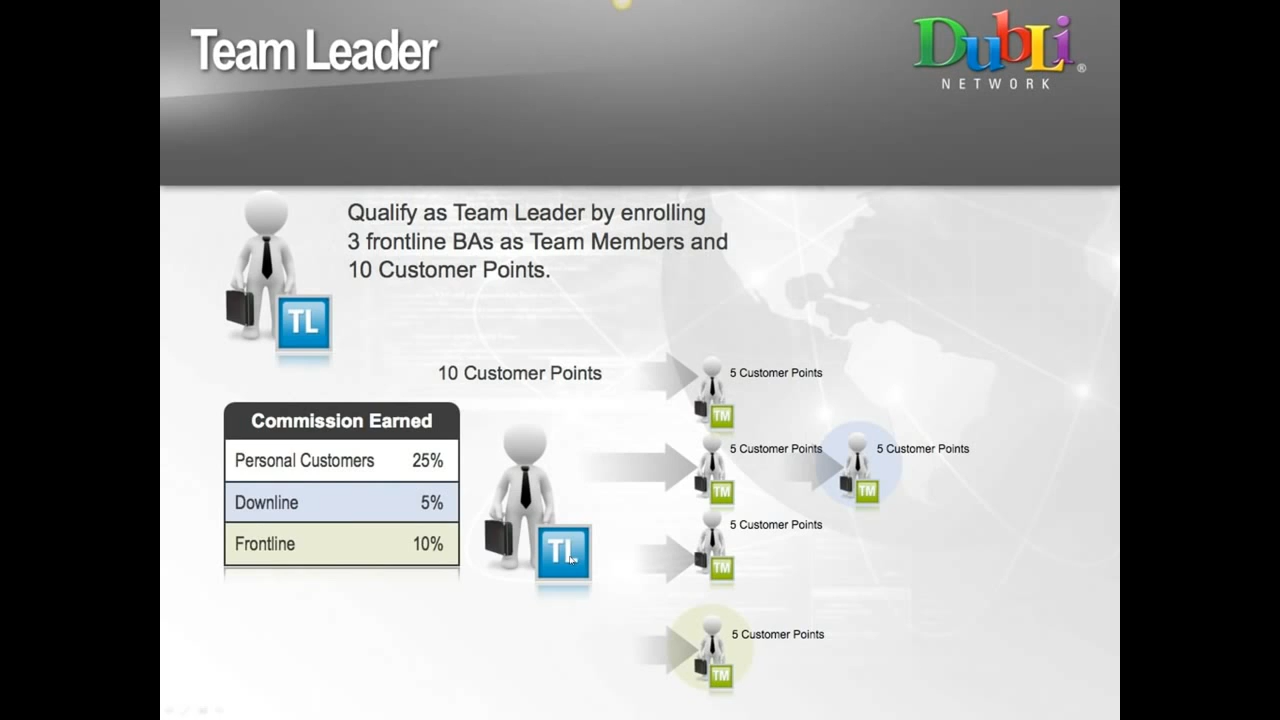 Team Leader
DubLi ®
NETWORK
Qualify as Team Leader by enrolling
3 frontline BAs as Team Members and
10 Customer Points.
TL
10 Customer Points
5 Customer Points
TM
Commission Earned
Personal Customers 25%
Downline 5%
Frontline 10%
TL
5 Customer Points
TM
5 Customer Points
TM
5 Customer Points
TM
5 Customer Points
TM